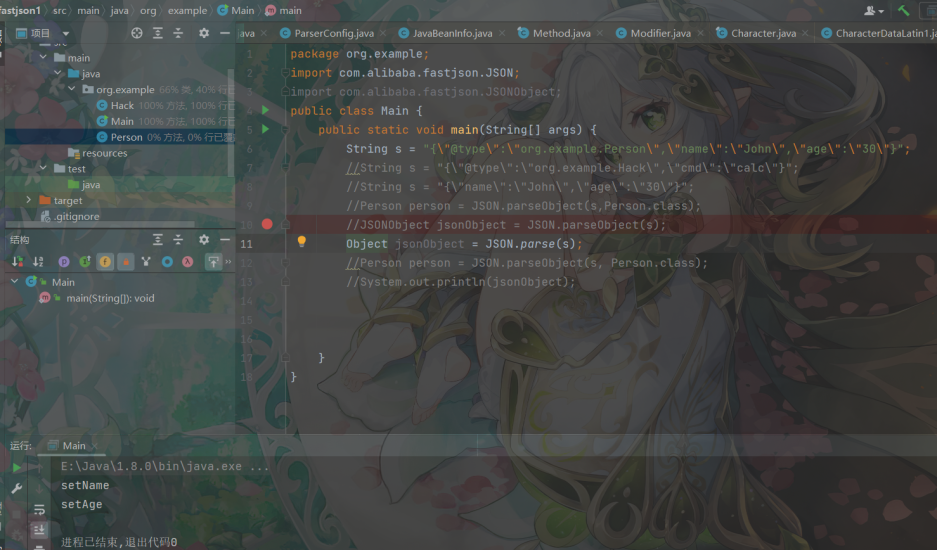 fastjson1 src main java org example Main main
项目
ava
ParserConfig.java
JavaBeanInfo.java
Method.java
Modifier.java
Character.java
CharacterDataLatin1.ja
src
main
java
org.example 66% 类, 40% 行已
Hack 100% 方法, 100% 行已
Main 100% 方法, 100% 行
Person 0% 方法, 0% 行已覆
resources
test
java
target
.gitignore
结构
Main
main(String[]): void
1 package org.example;
2 import com.alibaba.fastjson.JSON;
3 import com.alibaba.fastjson.JSONObject;
4 public class Main {
5 public static void main(String[] args) {
6 String s = "{\"@type\":\"org.example.Person\",\"name\":\"John\",\"age\":\"30\"}";
7 //String s = "{\"@type\":\"org.example.Hack\",\"cmd\":\"calc\"}";
8 //String s = "{\"name\":\"John\",\"age\":\"30\"}";
9 //Person person = JSON.parseObject(s,Person.class);
10 //JSONObject jsonObject = JSON.parseObject(s);
11 Object jsonObject = JSON.parse(s);
12 //Person person = JSON.parseObject(s, Person.class);
13 //System.out.println(jsonObject);
14
15
16
17 }
18 }
运行:
Main
E:\Java\1.8.0\bin\java.exe ...
setName
setAge
进程已结束,退出代码0